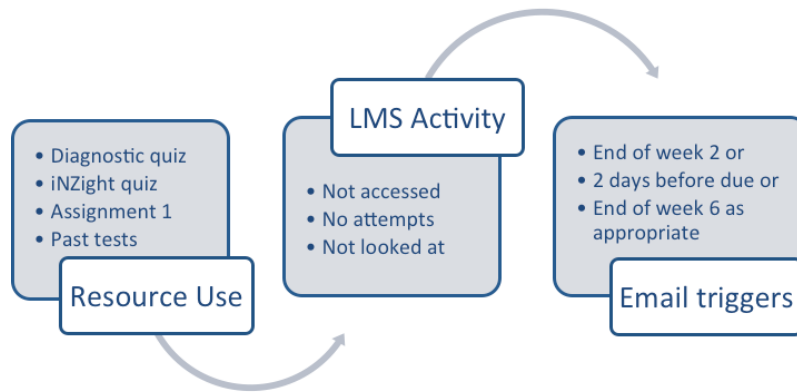 • Diagnostic quiz
• iNZight quiz
• Assignment 1
• Past tests
Resource Use
LMS Activity
• Not accessed
• No attempts
• Not looked at
• End of week 2 or
• 2 days before due or
• End of week 6 as
appropriate
Email triggers